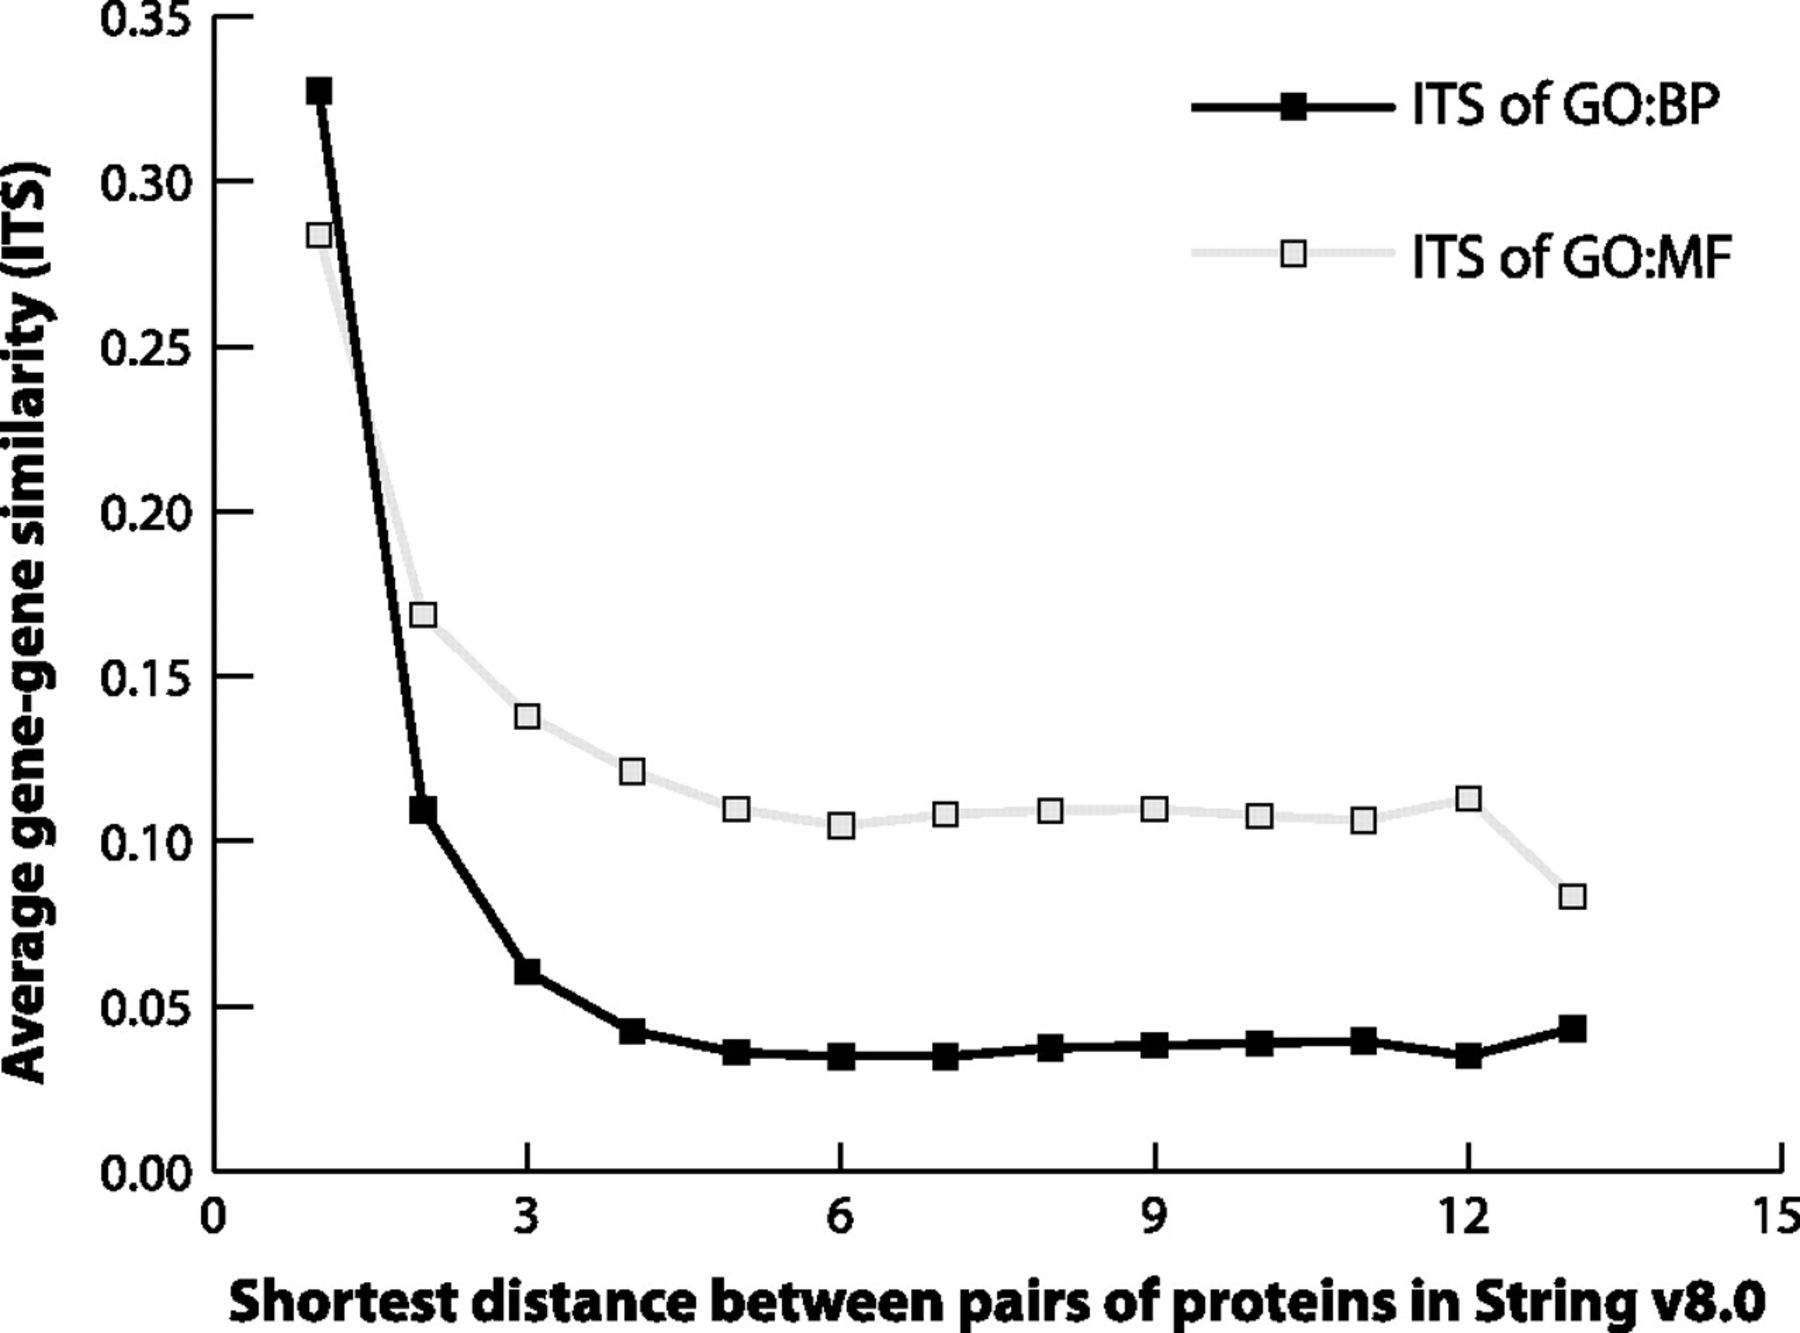 Average gene-gene similarity (ITS)
0.35
0.30
0.25
0.20
0.15
0.10
0.05
0.00
ITS of GO:BP
ITS of GO:MF
0 3 6 9 12 15
Shortest distance between pairs of proteins in String v8.0